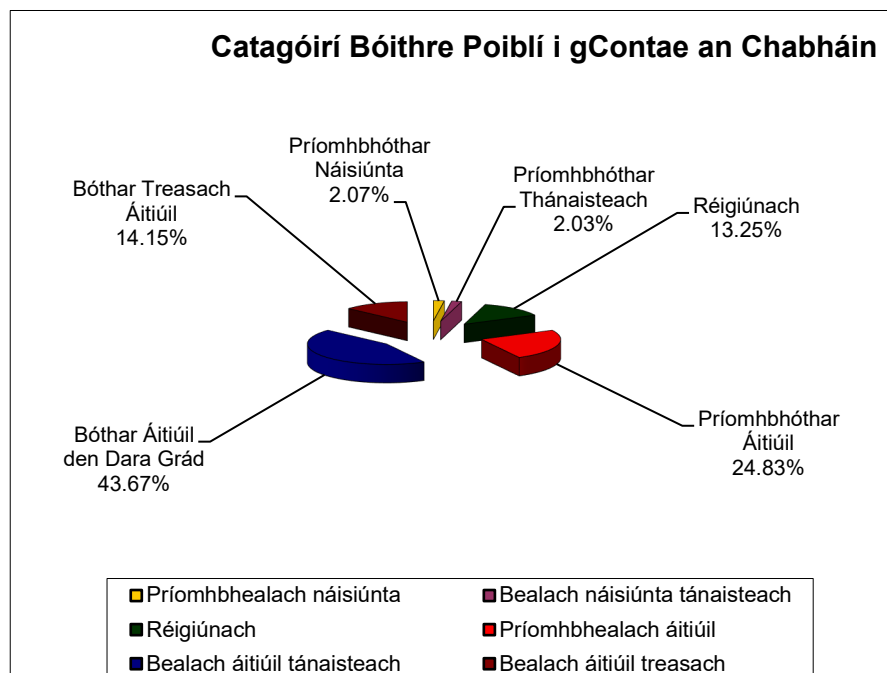 Catagóirí Bóithre Poiblí i gContae an Chabháin
Príomhbhóthar
Náisiúnta
2.07%
Príomhbhóthar
Thánaisteach
2.03%
Réigiúnach
13.25%
Bóthar Treasach
Áitiúil
14.15%
Príomhbhóthar
Áitiúil
24.83%
Bóthar Áitiúil
den Dara Grád
43.67%
Príomhbhealach náisiúnta
Bealach náisiúnta tánaisteach
Réigiúnach
Príomhbhealach áitiúil
Bealach áitiúil tánaisteach
Bealach áitiúil treasach